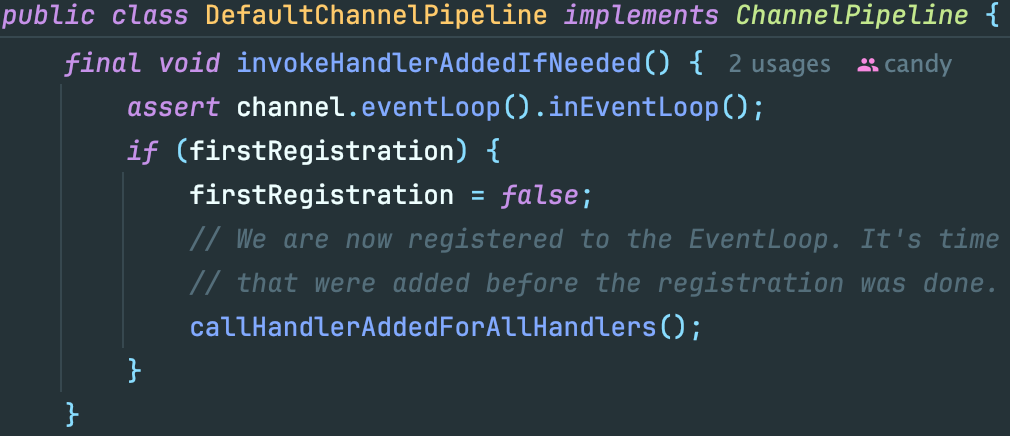 public class DefaultChannelPipeline implements ChannelPipeline {
final void invokeHandlerAddedIfNeeded() { 2 usages candy
assert channel.eventLoop().inEventLoop();
if (firstRegistration) {
firstRegistration = false;
// We are now registered to the EventLoop. It's time
// that were added before the registration was done.
callHandlerAddedForAllHandlers();
}
}